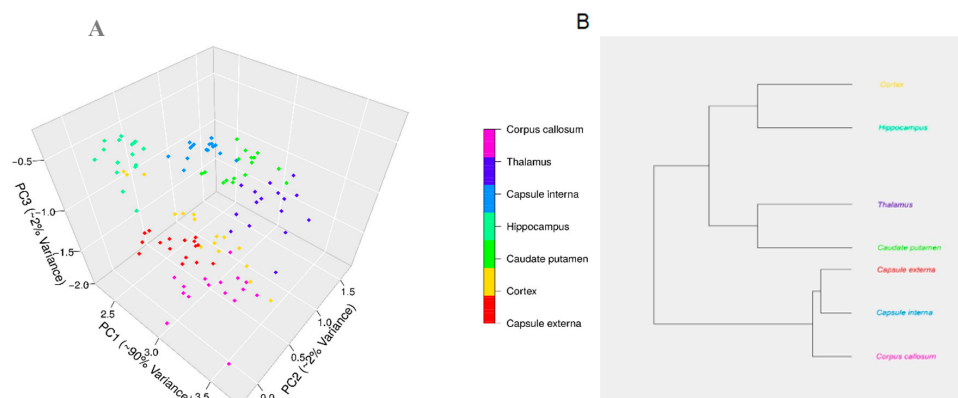 A
B
-0.5
-1.0
-1.5
-2.0
PC3 (~2% Variance)
2.5
3.0
3.5
PC1 (~90% Variance)
0.0
0.5
1.0
1.5
PC2 (~2% Variance)
Corpus callosum
Thalamus
Capsule interna
Hippocampus
Caudate putamen
Cortex
Capsule externa
Cortex
Hippocampus
Thalamus
Caudate putamen
Capsule externa
Capsule interna
Corpus callosum